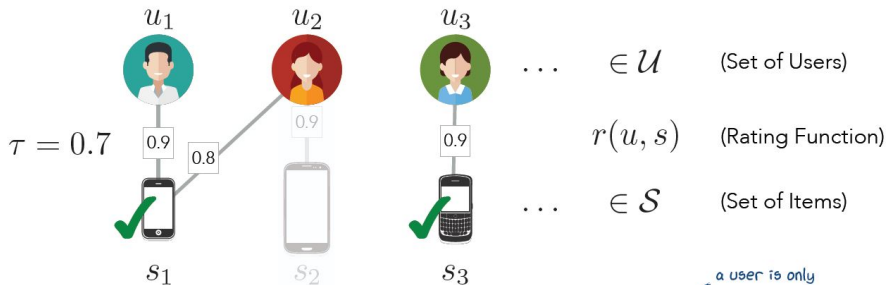 u₁ u₂ u₃
... ∈ 𝒰 (Set of Users)
τ = 0.7 0.9 0.8 0.9 0.9 r(u, s) (Rating Function)
... ∈ 𝒮 (Set of Items)
s₁ s₂ s₃
a user is only